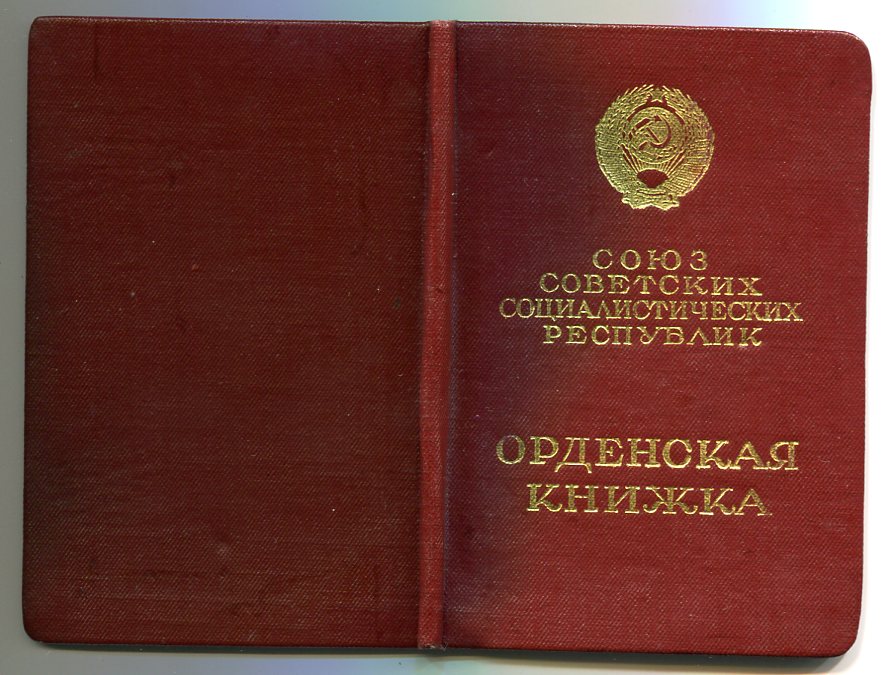 СОЮЗ
СОВЕТСКИХ
СОЦИАЛИСТИЧЕСКИХ
РЕСПУБЛИК
ОРДЕНСКАЯ
КНИЖКА